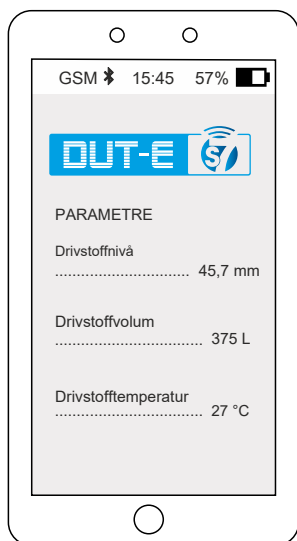 GSM 15:45 57%
DUT-E S7
PARAMETRE
Drivstoffnivå
.............................. 45,7 mm
Drivstoffvolum
................................. 375 L
Drivstofftemperatur
................................. 27 °C